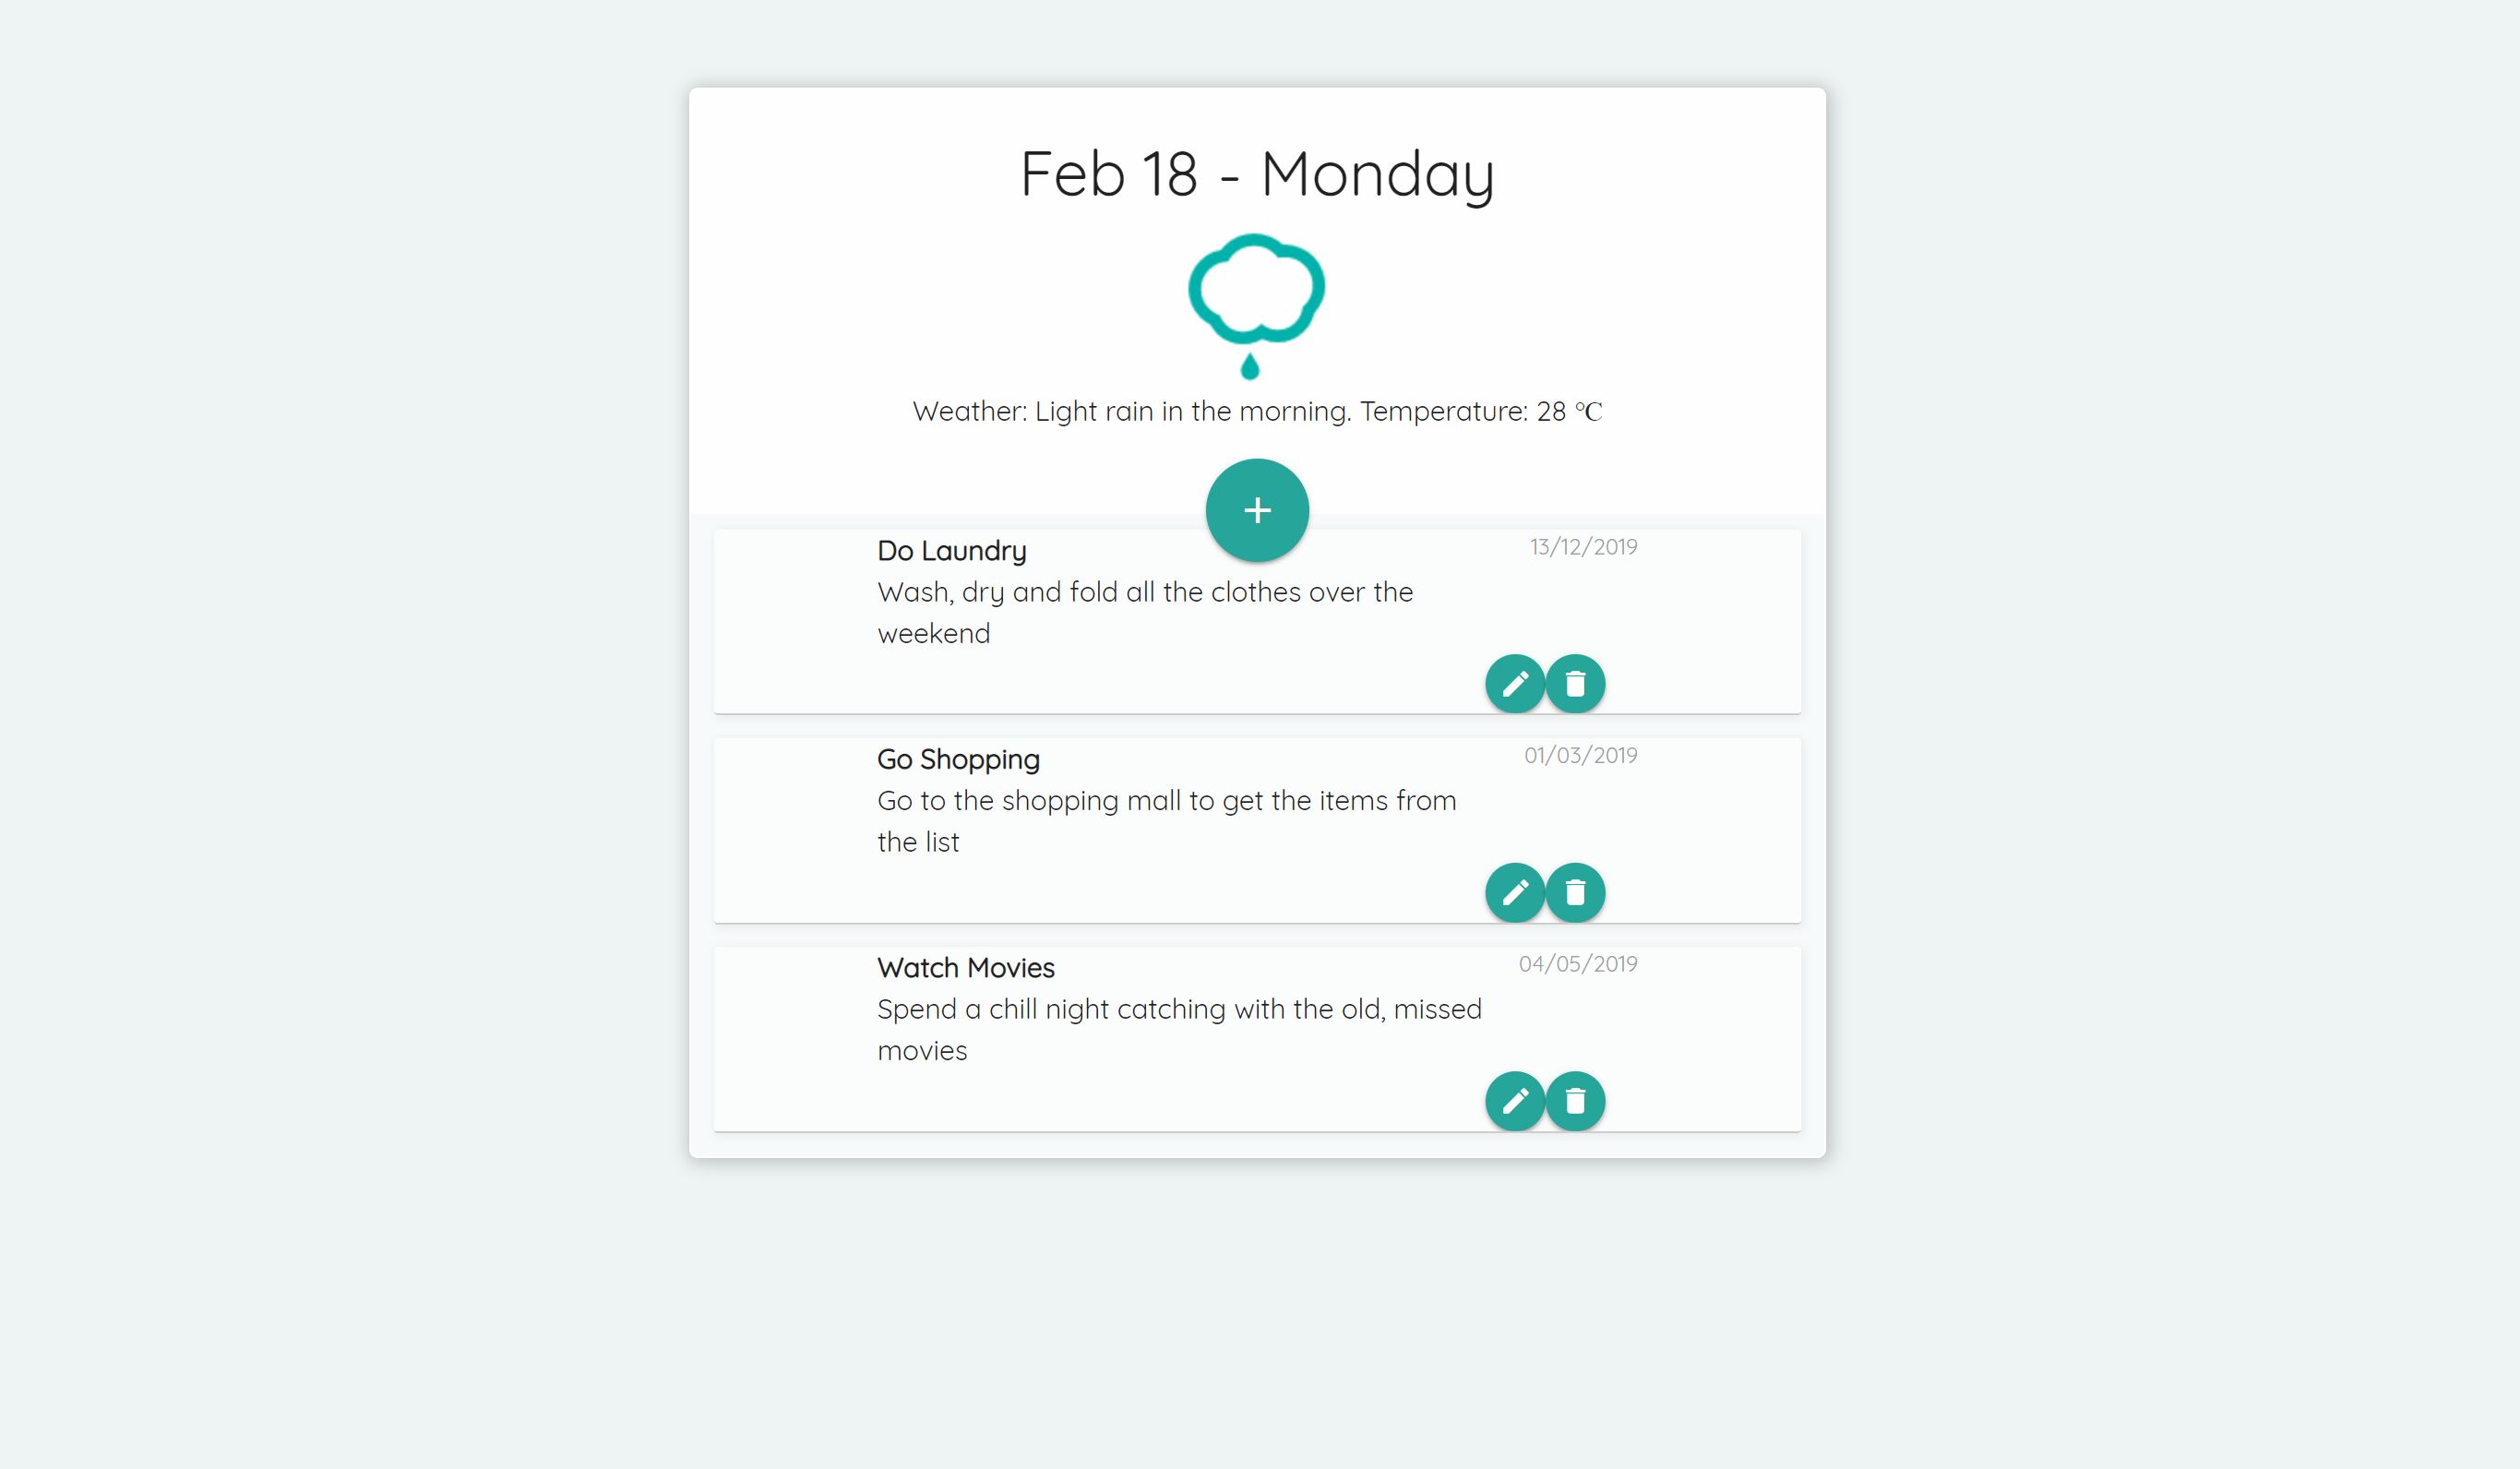 Feb 18 - Monday
Weather: Light rain in the morning. Temperature: 28 ℃
+
Do Laundry
13/12/2019
Wash, dry and fold all the clothes over the
weekend
Go Shopping
01/03/2019
Go to the shopping mall to get the items from
the list
Watch Movies
04/05/2019
Spend a chill night catching with the old, missed
movies